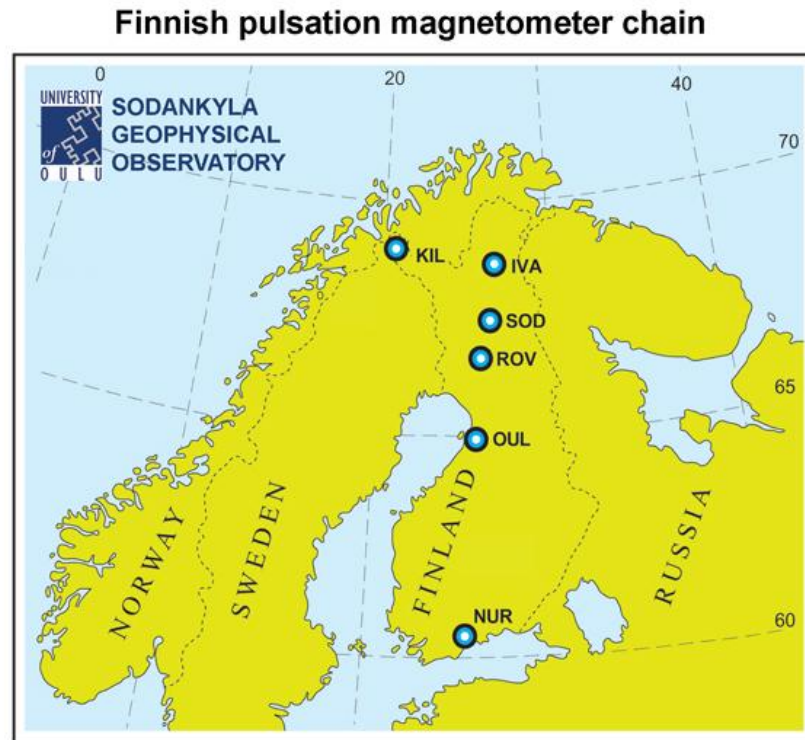 Finnish pulsation magnetometer chain
0
20
40
UNIVERSITY
of
OULU
SODANKYLA
GEOPHYSICAL
OBSERVATORY
70
KIL
IVA
SOD
ROV
65
OUL
NORWAY
SWEDEN
FINLAND
RUSSIA
NUR
60